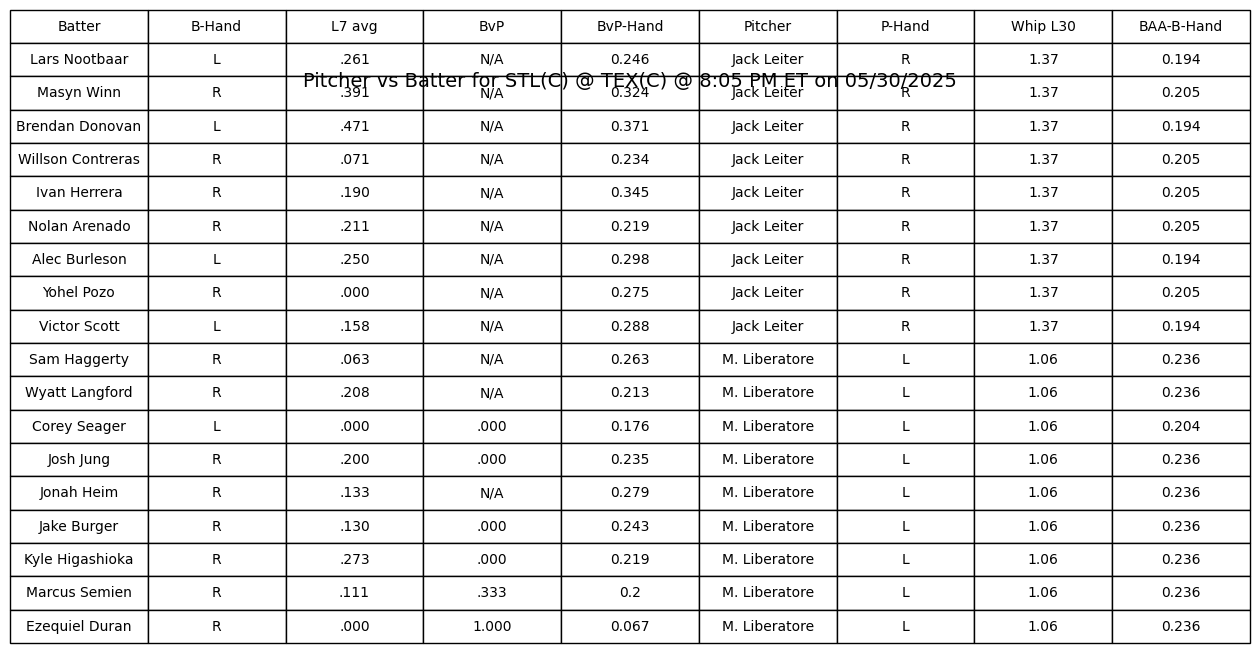 Batter B-Hand L7 avg BvP BvP-Hand Pitcher P-Hand Whip L30 BAA-B-Hand
Lars Nootbaar L .261 N/A 0.246 Jack Leiter R 1.37 0.194
Pitcher vs Batter for STL(C) @ TEX(C) @ 8:05 PM ET on 05/30/2025
Masyn Winn R .391 N/A 0.324 Jack Leiter R 1.37 0.205
Brendan Donovan L .471 N/A 0.371 Jack Leiter R 1.37 0.194
Willson Contreras R .071 N/A 0.234 Jack Leiter R 1.37 0.205
Ivan Herrera R .190 N/A 0.345 Jack Leiter R 1.37 0.205
Nolan Arenado R .211 N/A 0.219 Jack Leiter R 1.37 0.205
Alec Burleson L .250 N/A 0.298 Jack Leiter R 1.37 0.194
Yohel Pozo R .000 N/A 0.275 Jack Leiter R 1.37 0.205
Victor Scott L .158 N/A 0.288 Jack Leiter R 1.37 0.194
Sam Haggerty R .063 N/A 0.263 M. Liberatore L 1.06 0.236
Wyatt Langford R .208 N/A 0.213 M. Liberatore L 1.06 0.236
Corey Seager L .000 .000 0.176 M. Liberatore L 1.06 0.204
Josh Jung R .200 .000 0.235 M. Liberatore L 1.06 0.236
Jonah Heim R .133 N/A 0.279 M. Liberatore L 1.06 0.236
Jake Burger R .130 .000 0.243 M. Liberatore L 1.06 0.236
Kyle Higashioka R .273 .000 0.219 M. Liberatore L 1.06 0.236
Marcus Semien R .111 .333 0.2 M. Liberatore L 1.06 0.236
Ezequiel Duran R .000 1.000 0.067 M. Liberatore L 1.06 0.236